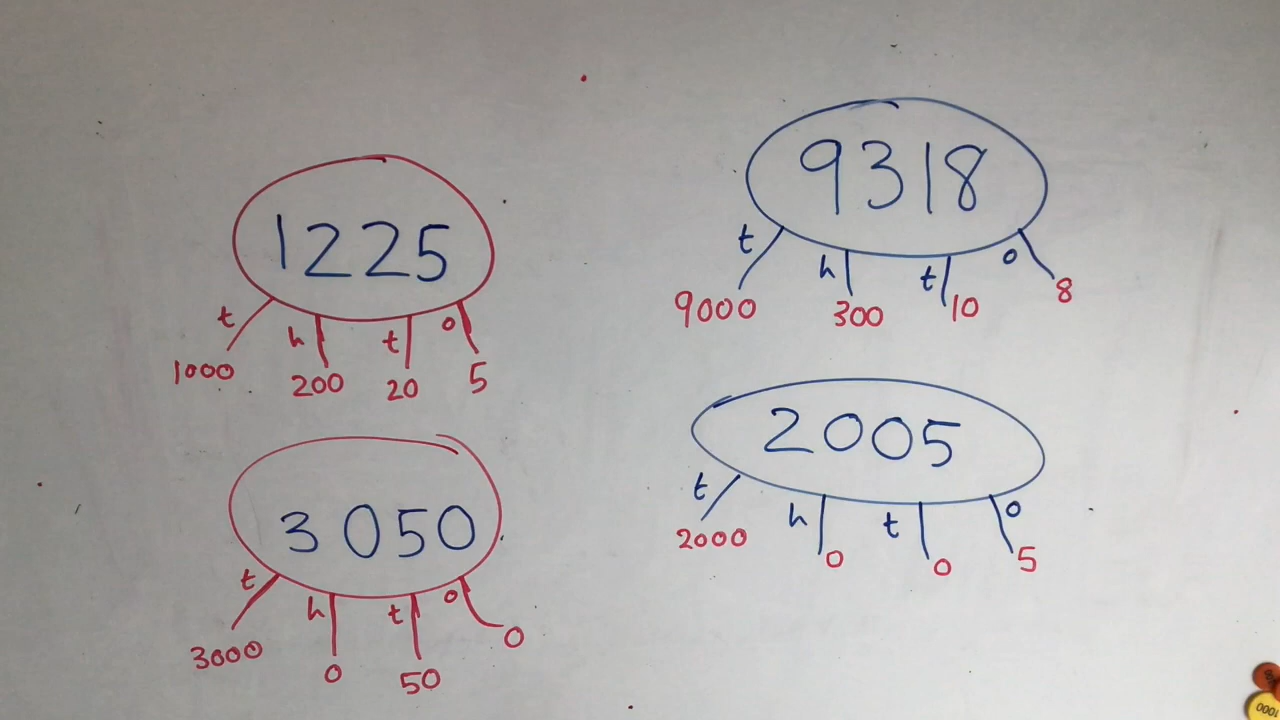 1225
t h t o
1000 200 20 5
9318
t h t o
9000 300 10 8
3050
t h t o
3000 0 50 0
2005
t h t o
2000 0 0 5
000